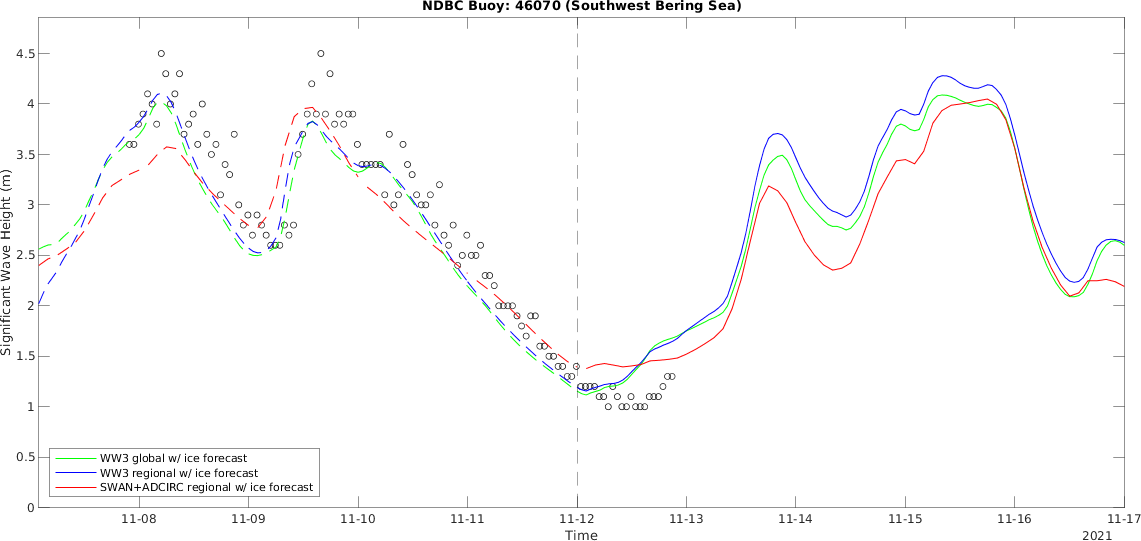 NDBC Buoy: 46070 (Southwest Bering Sea)
Significant Wave Height (m)
4.5
4
3.5
3
2.5
2
1.5
1
0.5
0
WW3 global w/ ice forecast
WW3 regional w/ ice forecast
SWAN+ADCIRC regional w/ ice forecast
11-08 11-09 11-10 11-11 11-12 11-13 11-14 11-15 11-16 11-17
Time
2021